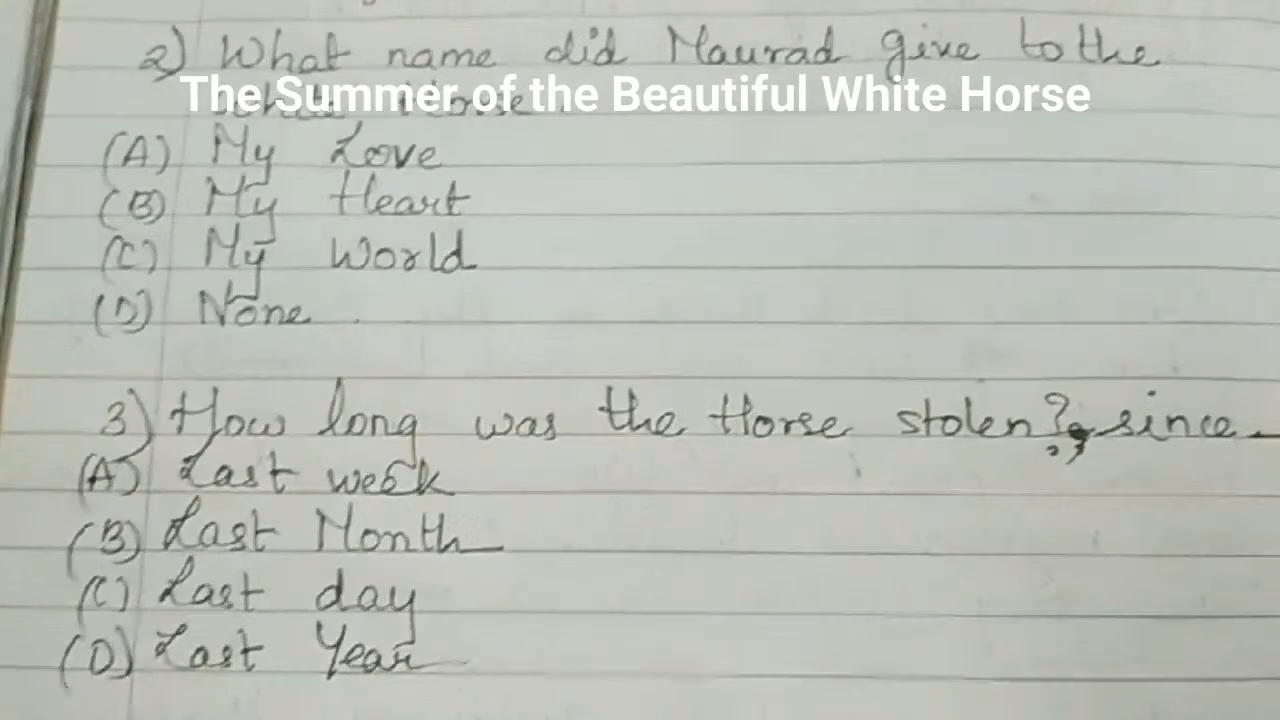 2) What name did Maurad give to the
The Summer of the Beautiful White Horse
(A) My Love
(B) My Heart
(C) My World
(D) None.
3) How long was the Horse stolen?, since
(A) Last week
(B) Last Month
(C) Last day
(D) Last Year